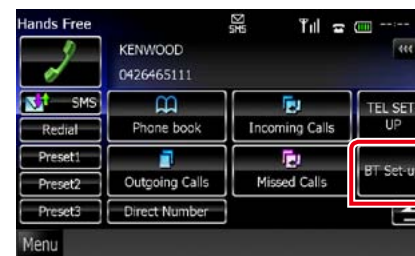 Hands Free
SMS
--:--
KENWOOD
0426465111
SMS
Redial
Phone book
Incoming Calls
TEL SET
UP
Preset1
Preset2
Preset3
Outgoing Calls
Missed Calls
BT Set-u
Direct Number
Menu